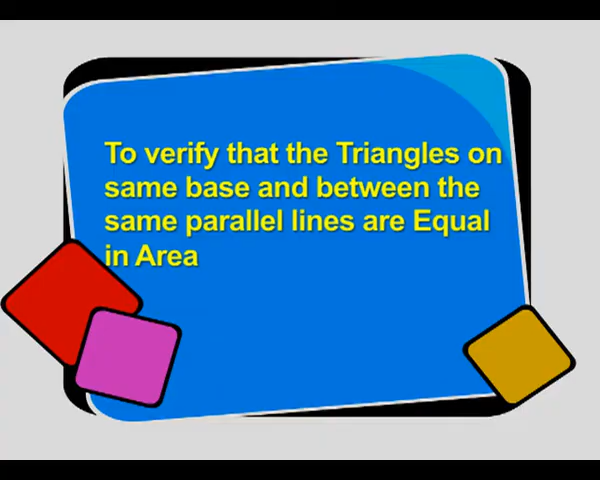 To verify that the Triangles on
same base and between the
same parallel lines are Equal
in Area